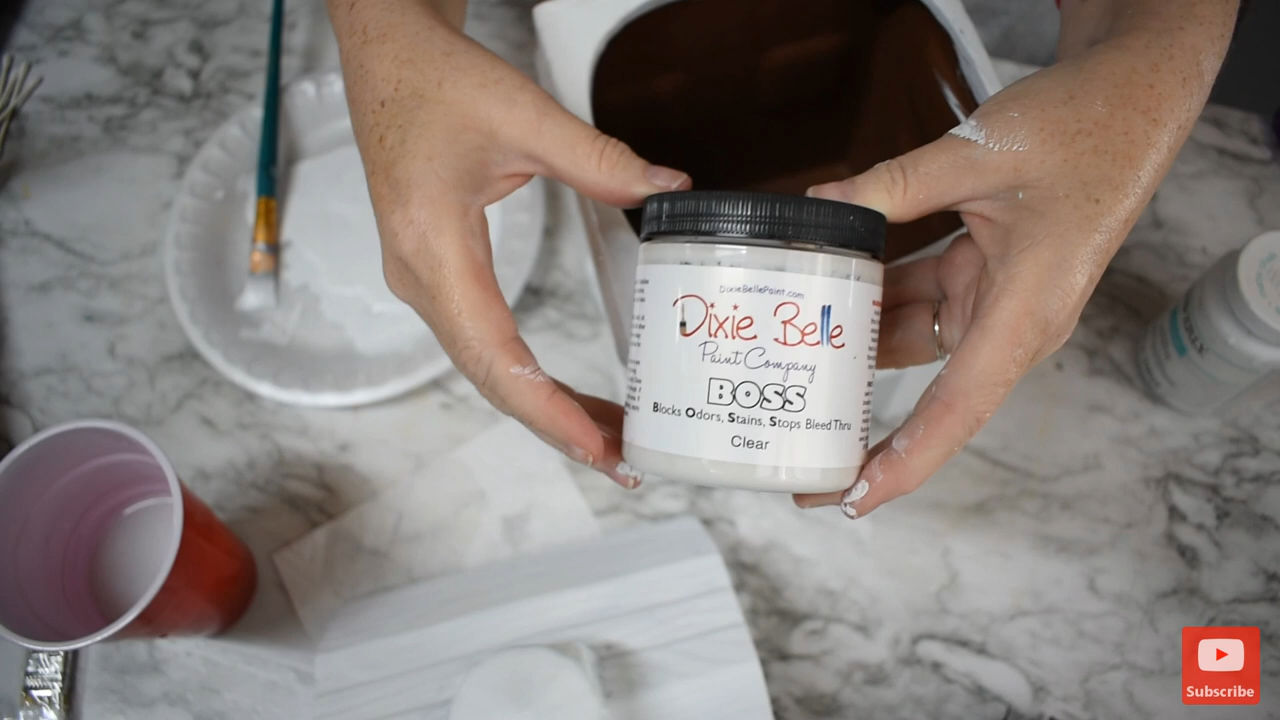 DixieBellePaint.com
Dixie Belle
Paint Company
BOSS
Blocks Odors, Stains, Stops Bleed Thru
Clear
Subscribe